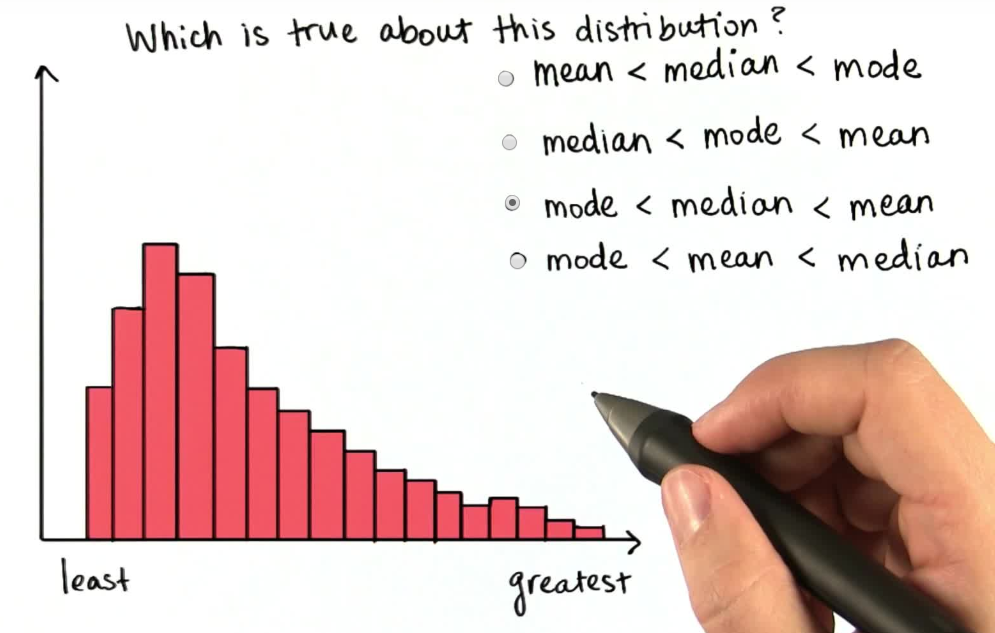 Which is true about this distribution?
mean < median < mode
median < mode < mean
mode < median < mean
mode < mean < median
least
greatest